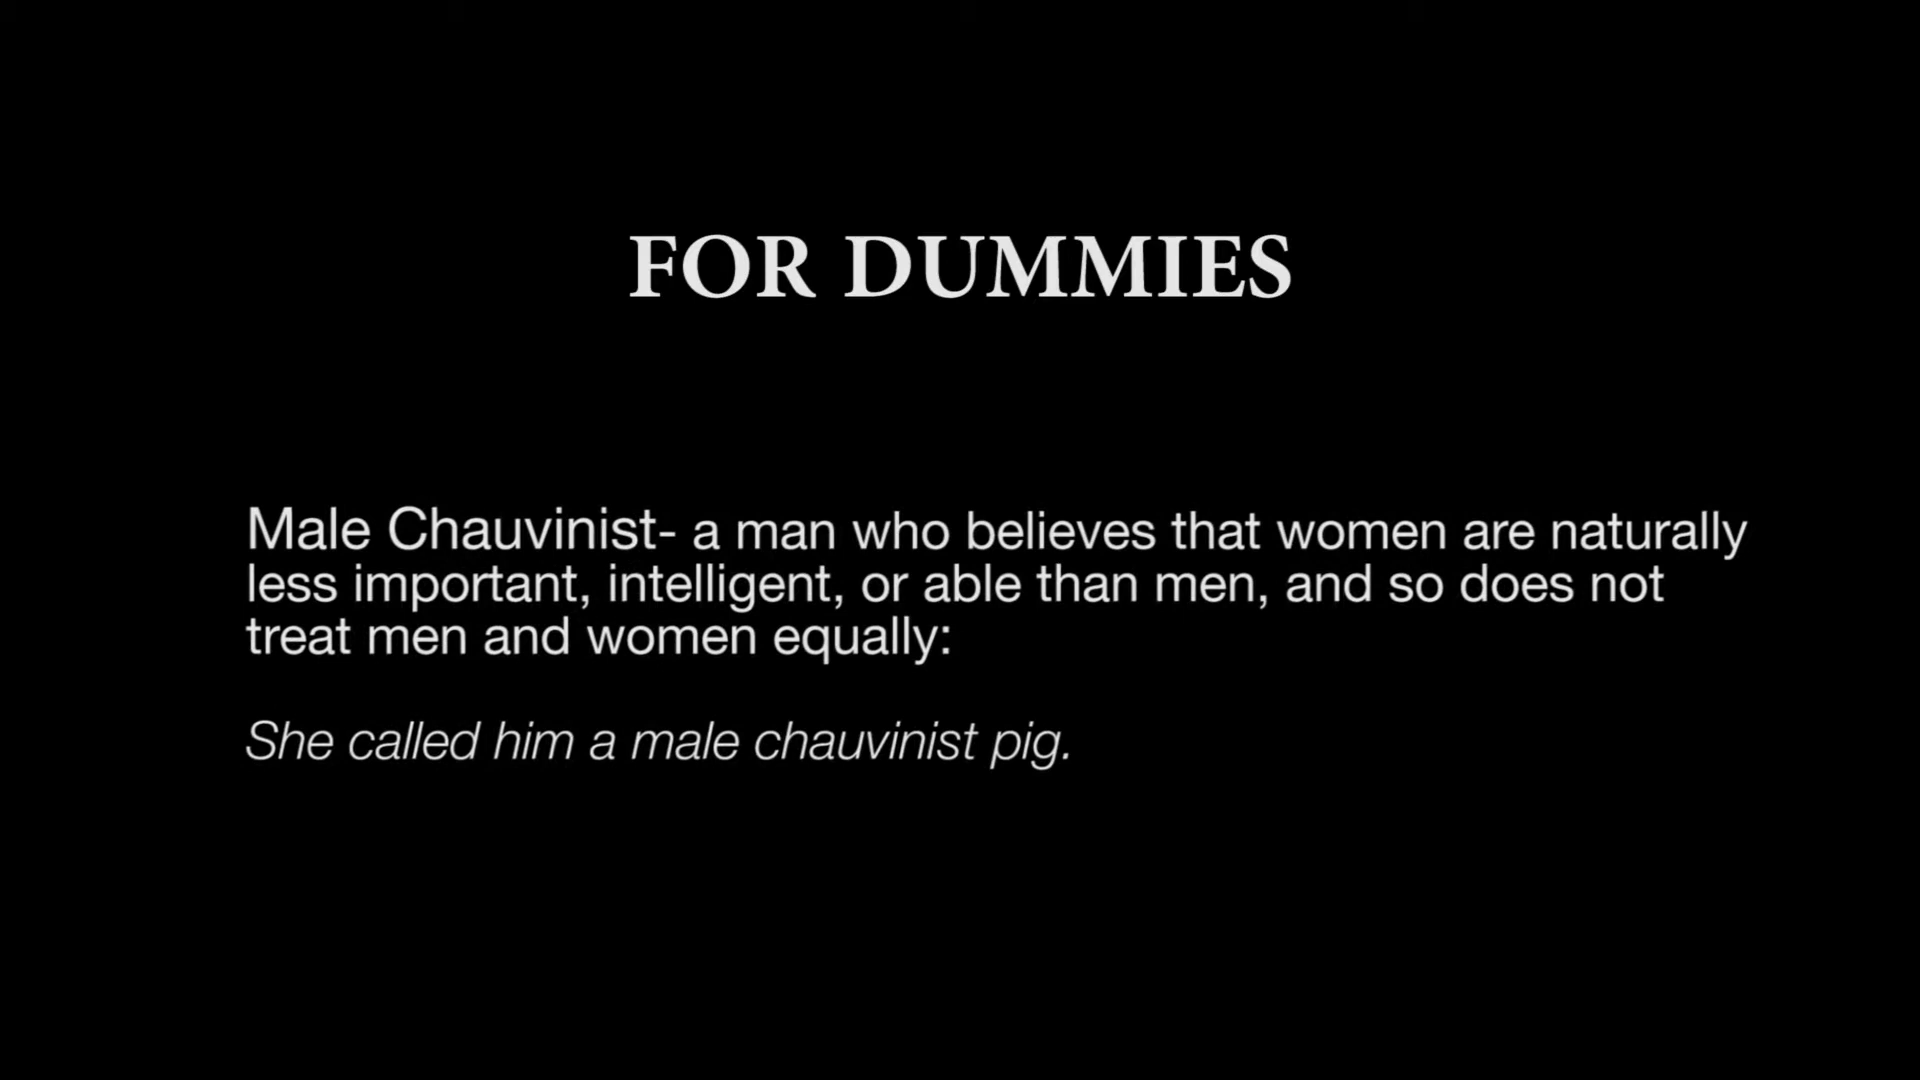 FOR DUMMIES
Male Chauvinist- a man who believes that women are naturally
less important, intelligent, or able than men, and so does not
treat men and women equally:
She called him a male chauvinist pig.